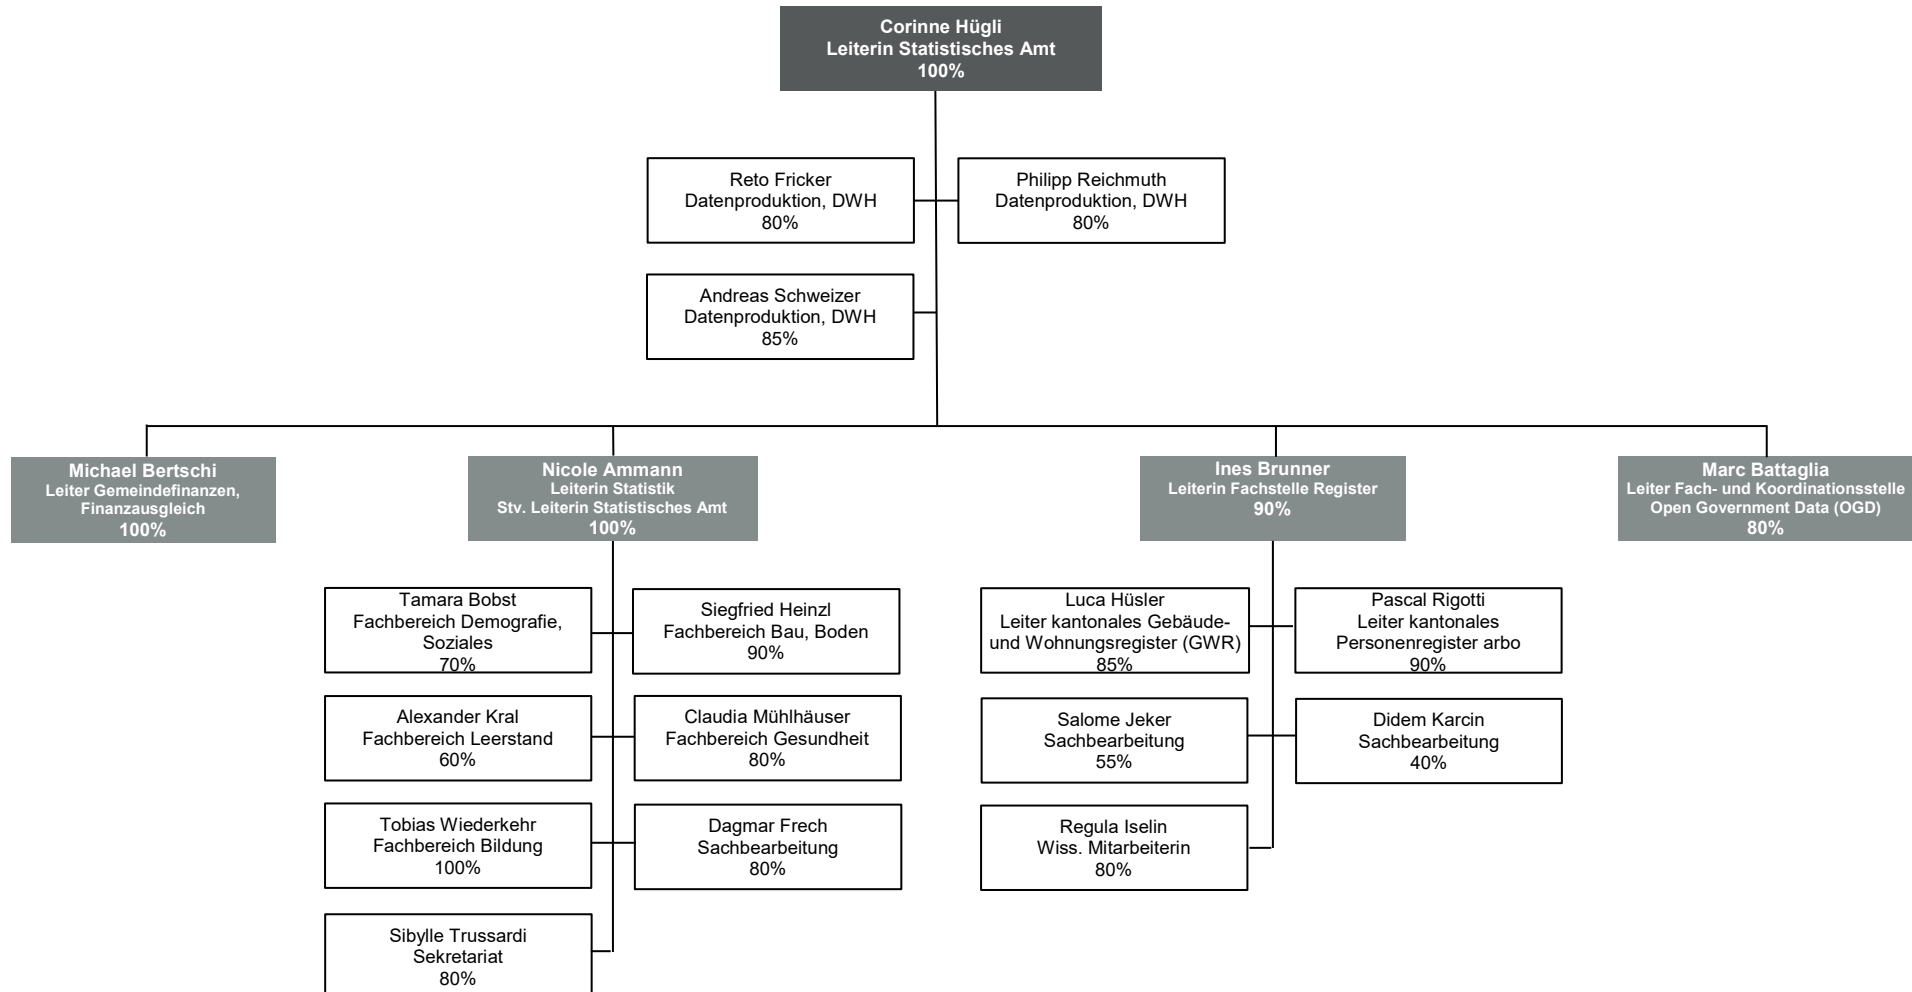 Corinne Hügli
Leiterin Statistisches Amt
100%
Reto Fricker
Datenproduktion, DWH
80%
Philipp Reichmuth
Datenproduktion, DWH
80%
Andreas Schweizer
Datenproduktion, DWH
85%
Michael Bertschi
Leiter Gemeindefinanzen,
Finanzausgleich
100%
Nicole Ammann
Leiterin Statistik
Stv. Leiterin Statistisches Amt
100%
Ines Brunner
Leiterin Fachstelle Register
90%
Marc Battaglia
Leiter Fach- und Koordinationsstelle
Open Government Data (OGD)
80%
Tamara Bobst
Fachbereich Demografie,
Soziales
70%
Siegfried Heinzl
Fachbereich Bau, Boden
90%
Luca Hüsler
Leiter kantonales Gebäude-
und Wohnungsregister (GWR)
85%
Pascal Rigotti
Leiter kantonales
Personenregister arbo
90%
Alexander Kral
Fachbereich Leerstand
60%
Claudia Mühlhäuser
Fachbereich Gesundheit
80%
Salome Jeker
Sachbearbeitung
55%
Didem Karcin
Sachbearbeitung
40%
Tobias Wiederkehr
Fachbereich Bildung
100%
Dagmar Frech
Sachbearbeitung
80%
Regula Iselin
Wiss. Mitarbeiterin
80%
Sibylle Trussardi
Sekretariat
80%